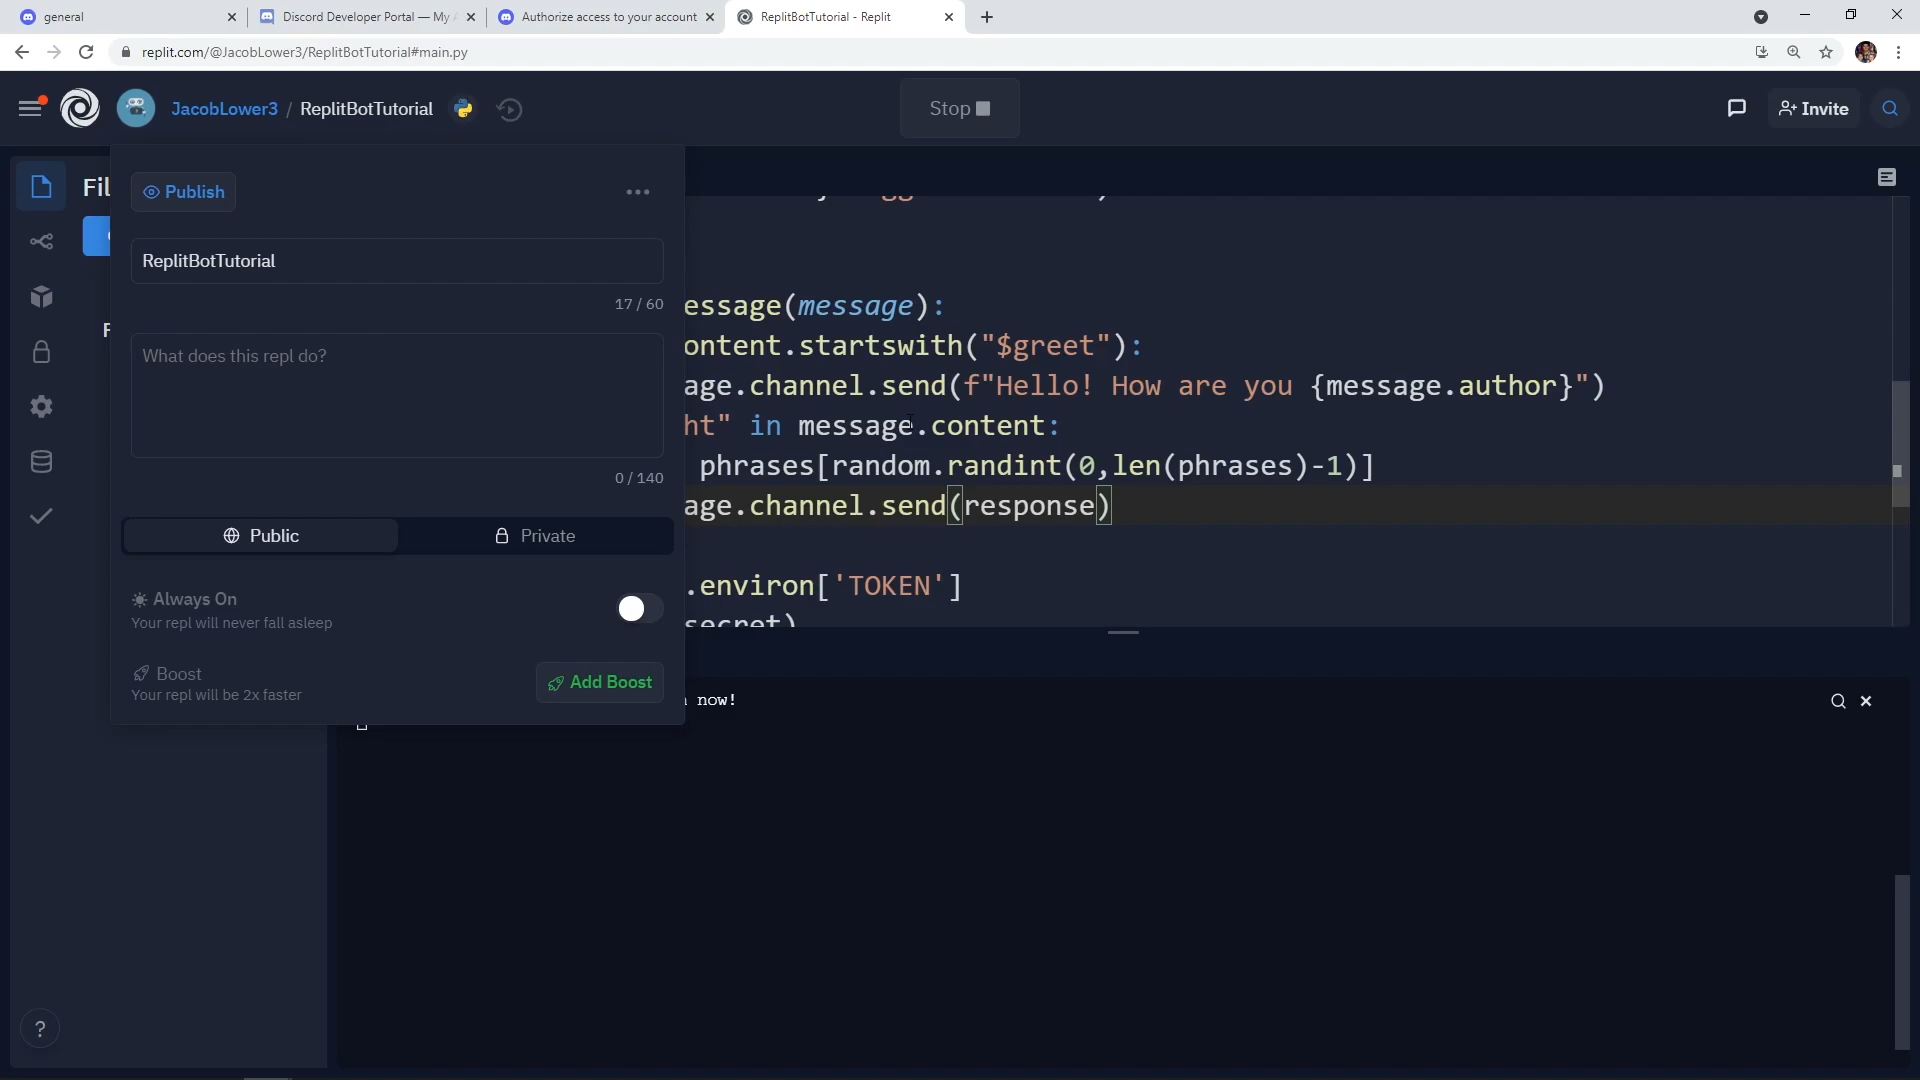 general
Discord Developer Portal — My
Authorize access to your account
ReplitBotTutorial - Replit
replit.com/@JacobLower3/ReplitBotTutorial#main.py
JacobLower3 / ReplitBotTutorial
Stop
Invite
Fil
Publish
ReplitBotTutorial
17 / 60
What does this repl do?
0 / 140
Public
Private
Always On
Your repl will never fall asleep
Boost
Your repl will be 2x faster
Add Boost
essage(message):
ontent.startswith("$greet"):
age.channel.send(f"Hello! How are you {message.author}")
ht" in message.content:
phrases[random.randint(0,len(phrases)-1)]
age.channel.send(response)
.environ['TOKEN']
secret)
now!
?